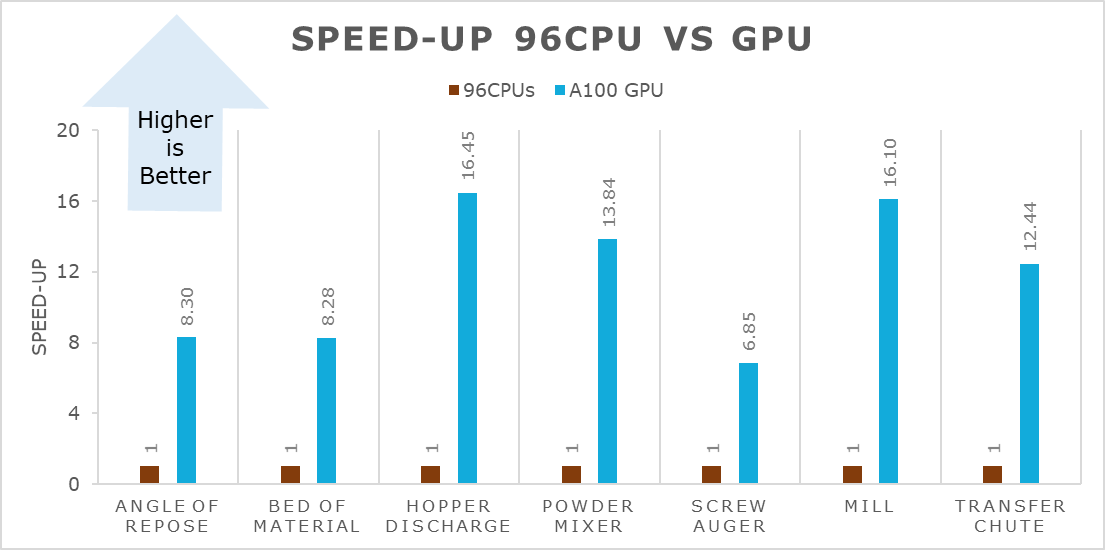 SPEED-UP 96CPU VS GPU
96CPUs A100 GPU
Higher
is
Better
SPEED-UP
20
16
12
8
4
0
1 8.30
1 8.28
1 16.45
1 13.84
1 6.85
1 16.10
1 12.44
ANGLE OF
REPOSE
BED OF
MATERIAL
HOPPER
DISCHARGE
POWDER
MIXER
SCREW
AUGER
MILL
TRANSFER
CHUTE